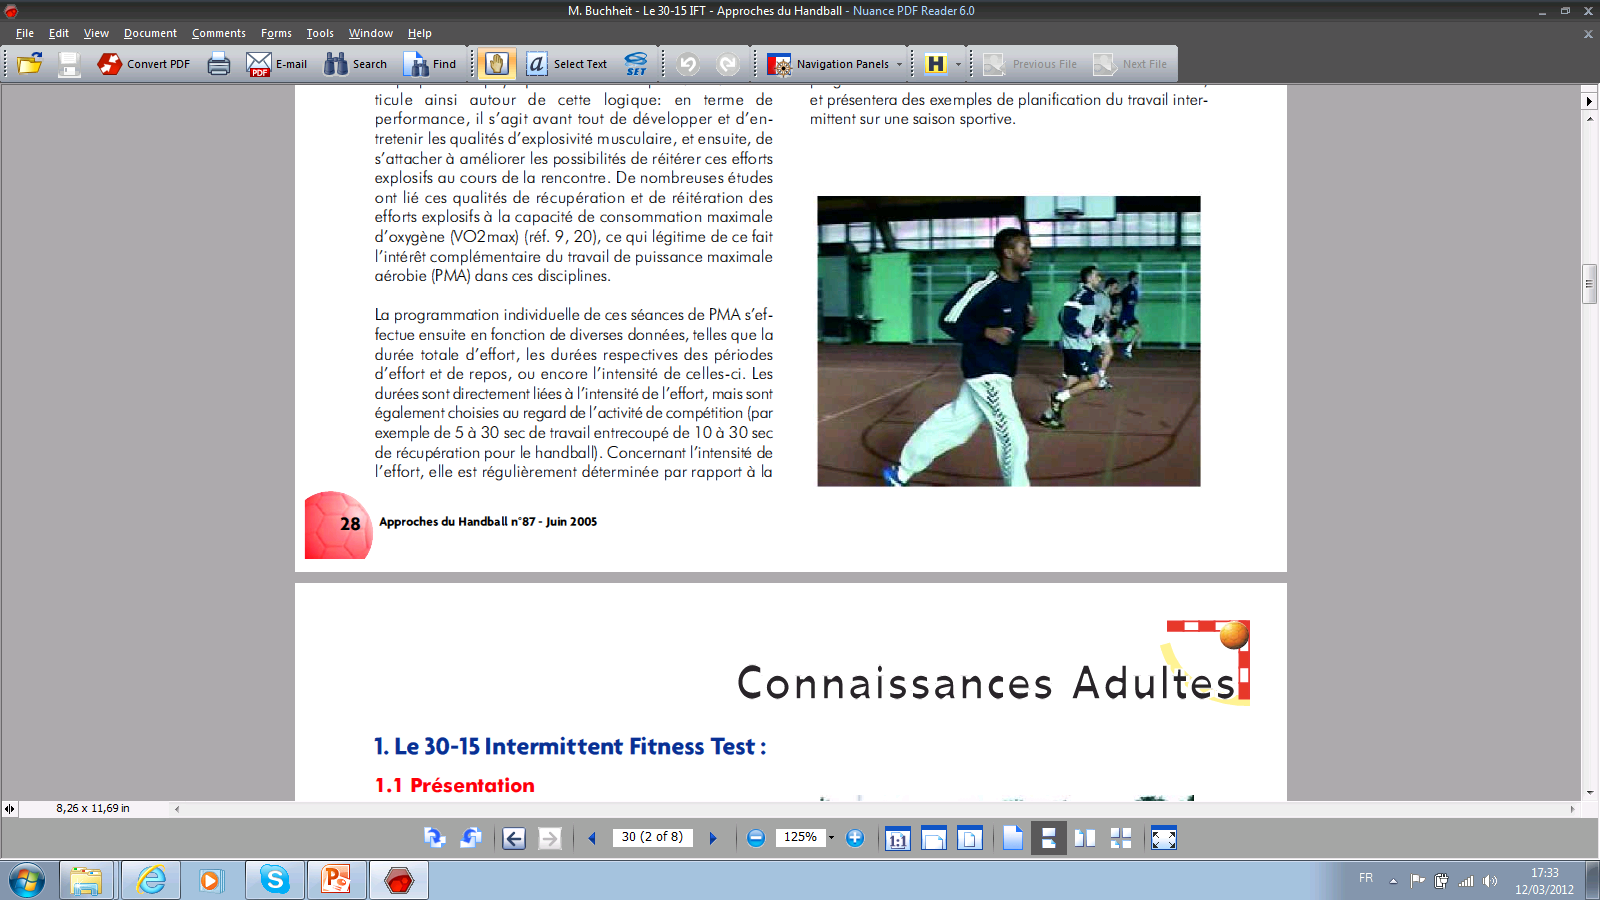 M. Buchheit - Le 30-15 IFT - Approches du Handball - Nuance PDF Reader 6.0
File Edit View Document Comments Forms Tools Window Help
Convert PDF E-mail Search Find Select Text Navigation Panels Previous File Next File
PDF
a
SET
H
ticule ainsi autour de cette logique: en terme de
performance, il s'agit avant tout de développer et d'en-
tretenir les qualités d'explosivité musculaire, et ensuite, de
s'attacher à améliorer les possibilités de réitérer ces efforts
explosifs au cours de la rencontre. De nombreuses études
ont lié ces qualités de récupération et de réitération des
efforts explosifs à la capacité de consommation maximale
d'oxygène (VO2max) (réf. 9, 20), ce qui légitime de ce fait
l'intérêt complémentaire du travail de puissance maximale
aérobie (PMA) dans ces disciplines.
La programmation individuelle de ces séances de PMA s'ef-
fectue ensuite en fonction de diverses données, telles que la
durée totale d'effort, les durées respectives des périodes
d'effort et de repos, ou encore l'intensité de celles-ci. Les
durées sont directement liées à l'intensité de l'effort, mais sont
également choisies au regard de l'activité de compétition (par
exemple de 5 à 30 sec de travail entrecoupé de 10 à 30 sec
de récupération pour le handball). Concernant l'intensité de
l'effort, elle est régulièrement déterminée par rapport à la
et présentera des exemples de planification du travail inter-
mittent sur une saison sportive.
28 Approches du Handball n°87 - Juin 2005
Connaissances Adultes
1. Le 30-15 Intermittent Fitness Test :
1.1 Présentation
8,26 x 11,69 in
30 (2 of 8)
125%
1:1
FR
17:33
12/03/2012